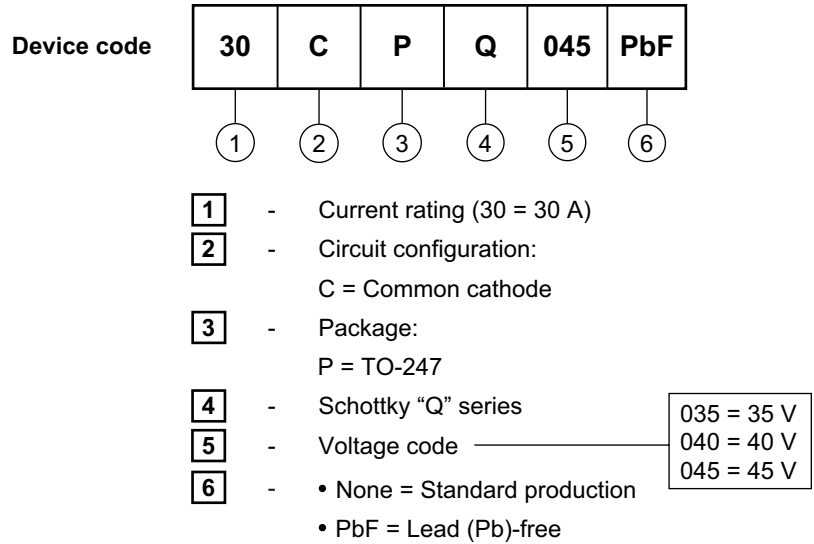 Device code 30 C P Q 045 PbF
1 2 3 4 5 6
1 - Current rating (30 = 30 A)
2 - Circuit configuration:
C = Common cathode
3 - Package:
P = TO-247
4 - Schottky “Q” series
5 - Voltage code
035 = 35 V
040 = 40 V
045 = 45 V
6 - • None = Standard production
• PbF = Lead (Pb)-free